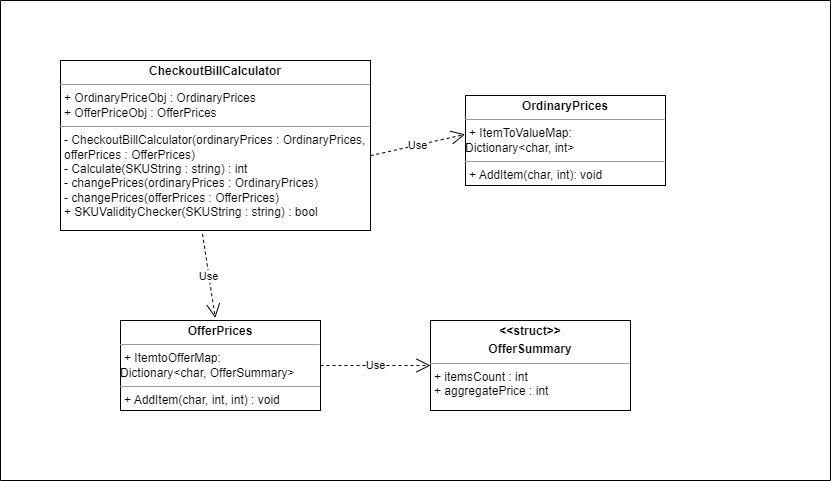 CheckoutBillCalculator
+ OrdinaryPriceObj : OrdinaryPrices
+ OfferPriceObj : OfferPrices
- CheckoutBillCalculator(ordinaryPrices : OrdinaryPrices,
offerPrices : OfferPrices)
- Calculate(SKUString : string) : int
- changePrices(ordinaryPrices : OrdinaryPrices)
- changePrices(offerPrices : OfferPrices)
+ SKUValidityChecker(SKUString : string) : bool
Use
OrdinaryPrices
+ ItemToValueMap:
Dictionary<char, int>
+ AddItem(char, int): void
Use
OfferPrices
+ ItemtoOfferMap:
Dictionary<char, OfferSummary>
+ AddItem(char, int, int) : void
Use
<<struct>>
OfferSummary
+ itemsCount : int
+ aggregatePrice : int